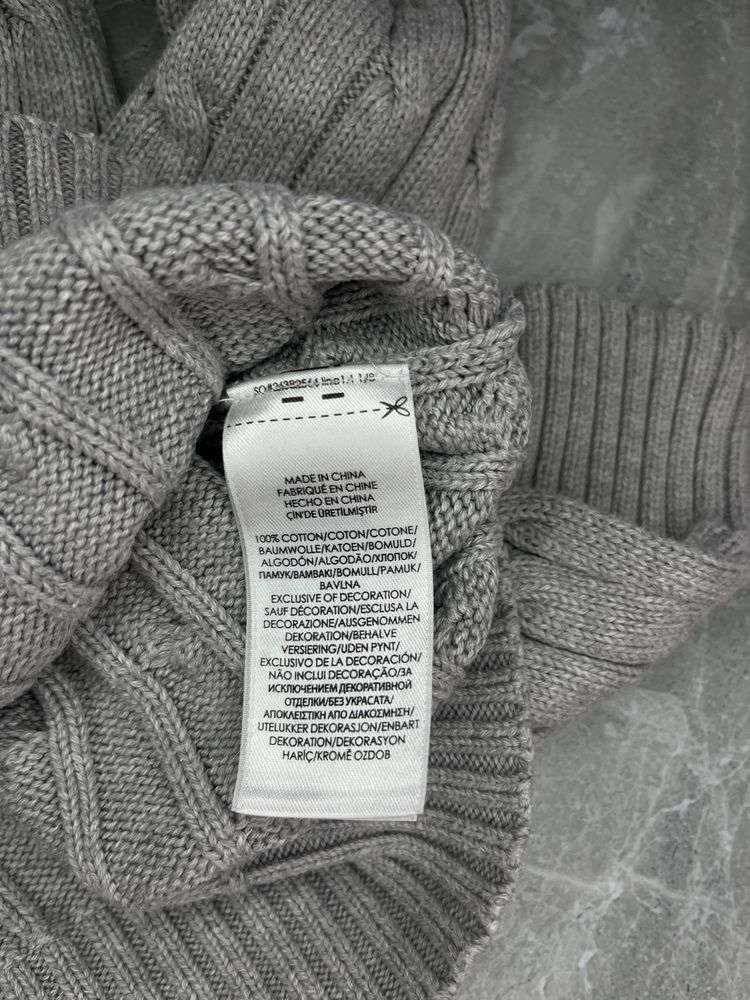 MADE IN CHINA
FABRIQUÉ EN CHINE
HECHO EN CHINA
ÇİN'DE ÜRETİLMİŞTİR
100% COTTON/COTON/COTONE/
BAUMWOLLE/KATOEN/BOMULD/
ALGODÓN/ALGODÃO/ХЛОПОК/
ПАМУК/ΒΑΜΒΑΚΙ/BOMULL/PAMUK/
BAVLNA
EXCLUSIVE OF DECORATION/
SAUF DÉCORATION/ESCLUSA LA
DECORAZIONE/AUSGENOMMEN
DEKORATION/BEHALVE
VERSIERING/UDEN PYNT/
EXCLUSIVO DE LA DECORACIÓN/
NÃO INCLUI DECORAÇÃO/ЗА
ИСКЛЮЧЕНИЕМ ДЕКОРАТИВНОЙ
ОТДЕЛКИ/БЕЗ УКРАСАТА/
ΑΠΟΚΛΕΙΣΤΙΚΗ ΑΠΟ ΔΙΑΚΟΣΜΗΣΗ/
UTELUKKER DEKORASJON/ENBART
DEKORATION/DEKORASYON
HARİÇ/KROMĚ OZDOB